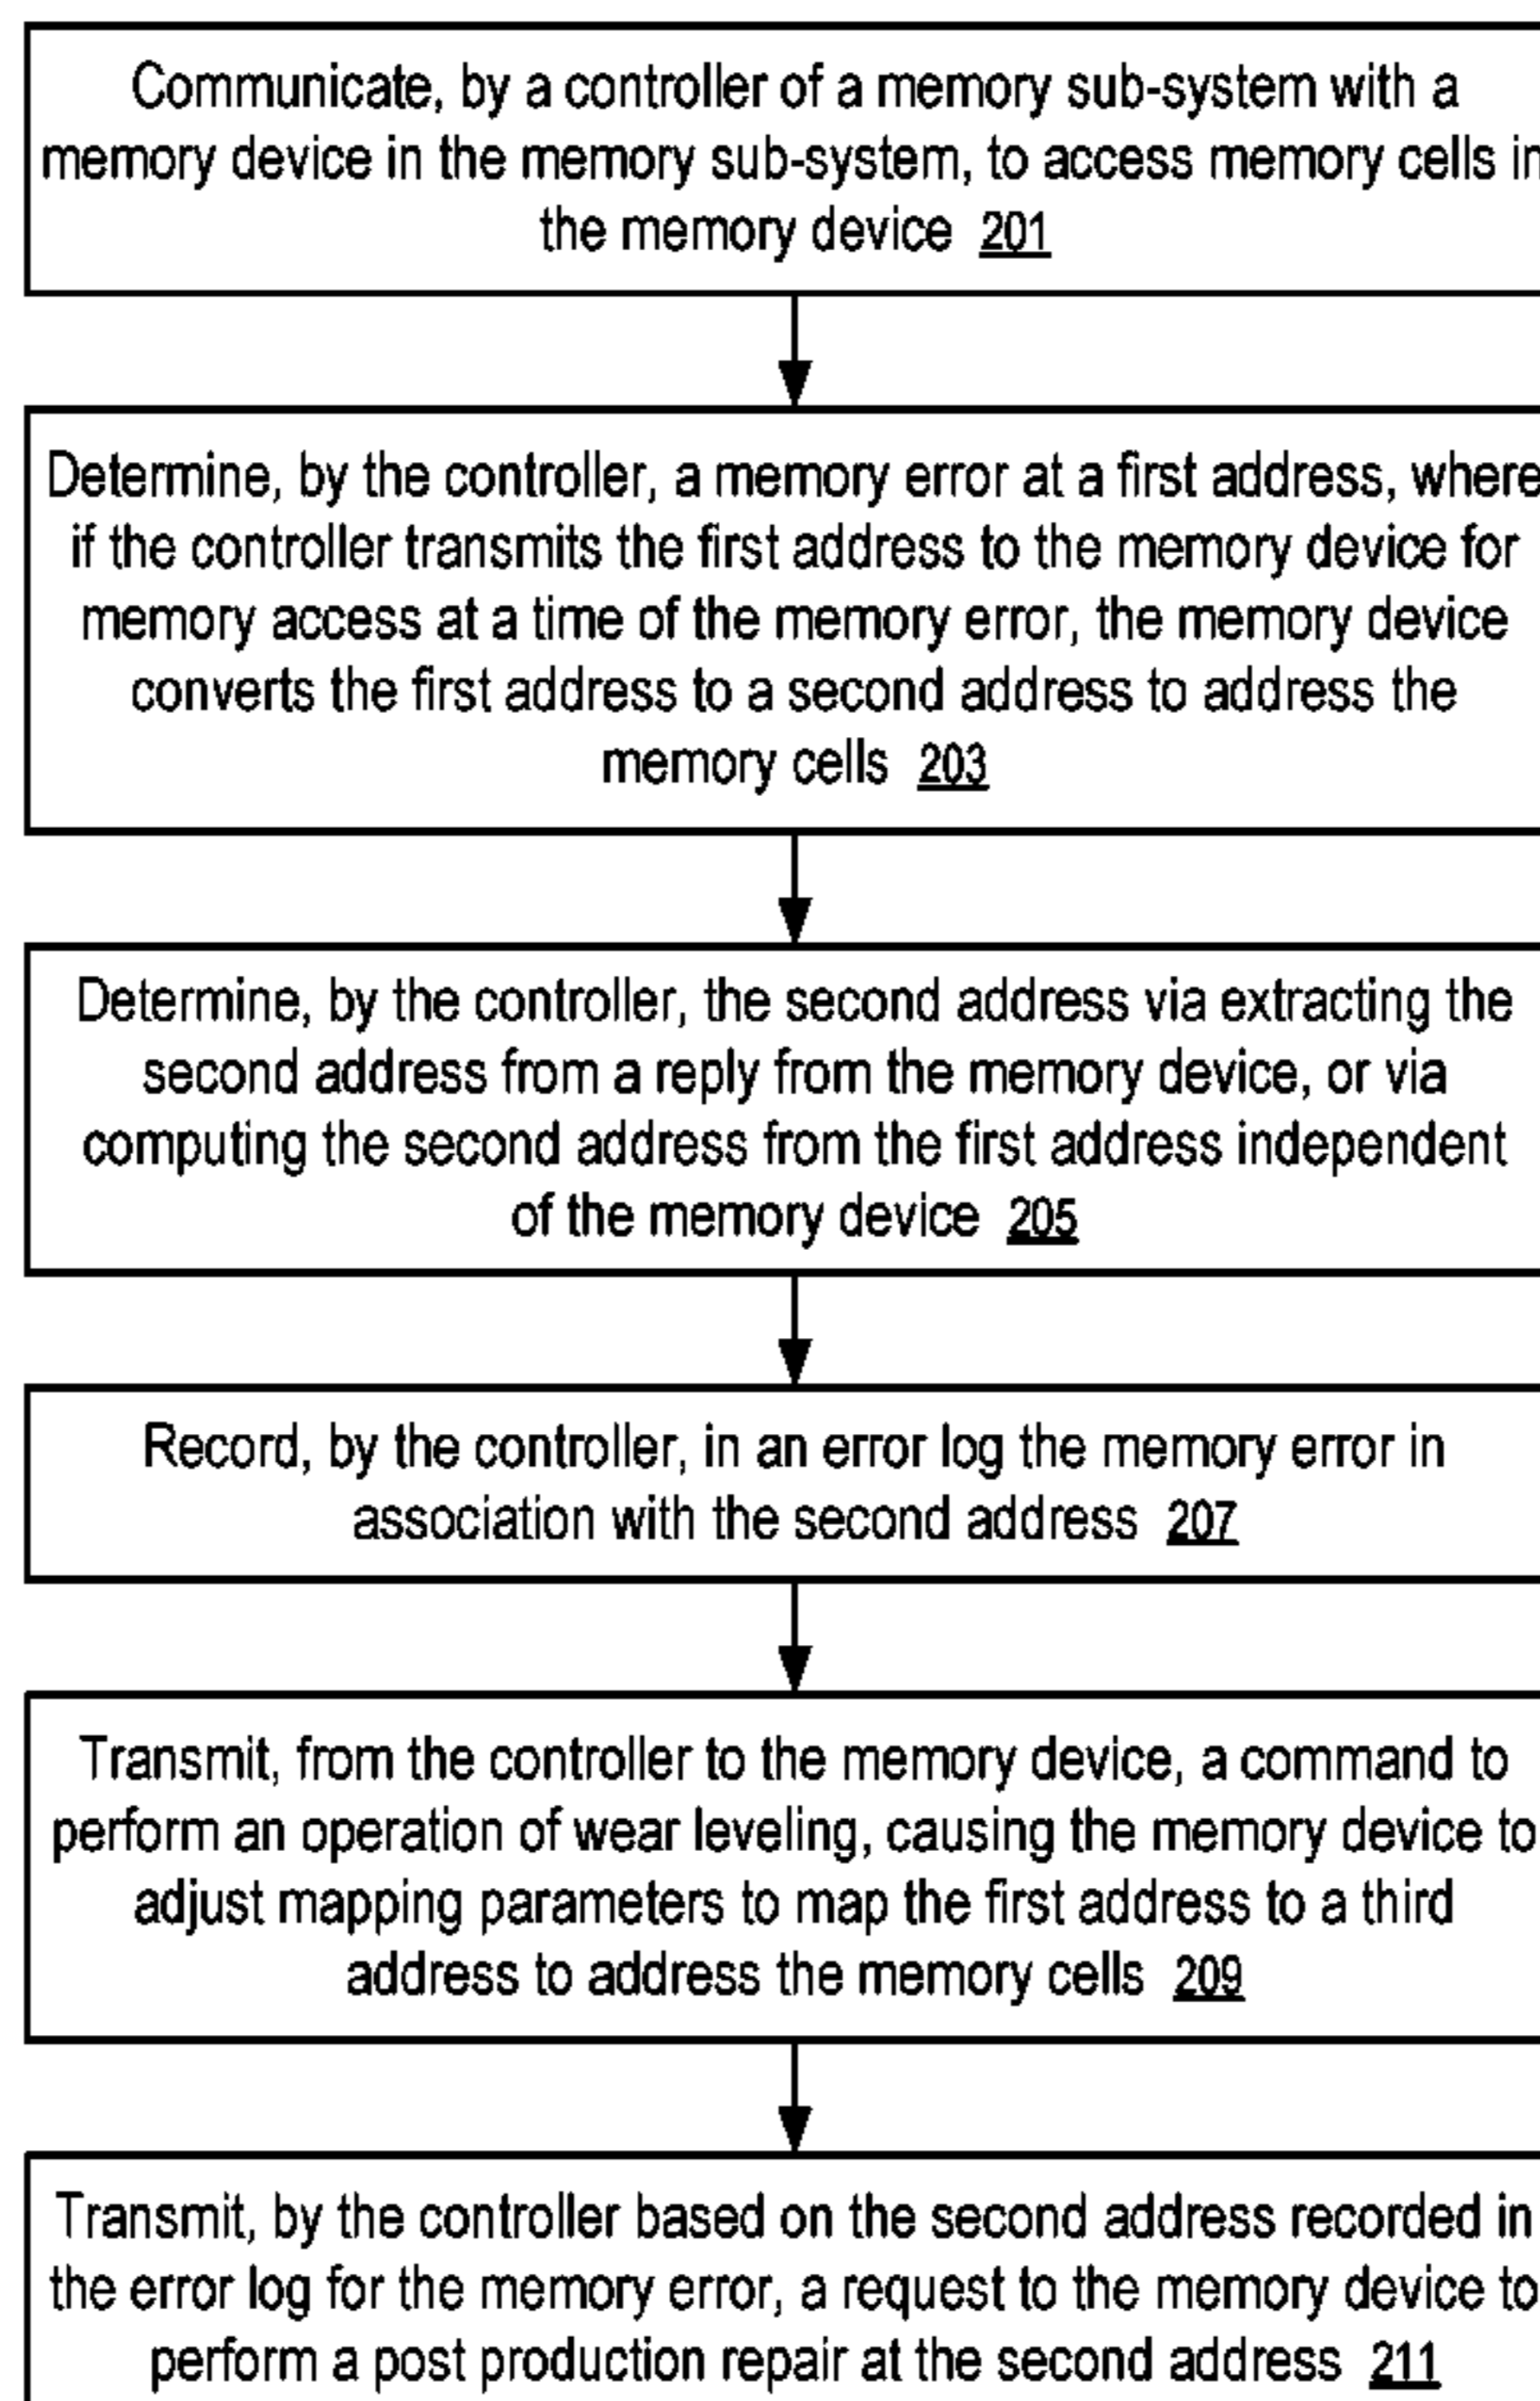 Communicate, by a controller of a memory sub-system with a
memory device in the memory sub-system, to access memory cells in
the memory device 201
Determine, by the controller, a memory error at a first address, where
if the controller transmits the first address to the memory device for
memory access at a time of the memory error, the memory device
converts the first address to a second address to address the
memory cells 203
Determine, by the controller, the second address via extracting the
second address from a reply from the memory device, or via
computing the second address from the first address independent
of the memory device 205
Record, by the controller, in an error log the memory error in
association with the second address 207
Transmit, from the controller to the memory device, a command to
perform an operation of wear leveling, causing the memory device to
adjust mapping parameters to map the first address to a third
address to address the memory cells 209
Transmit, by the controller based on the second address recorded in
the error log for the memory error, a request to the memory device to
perform a post production repair at the second address 211